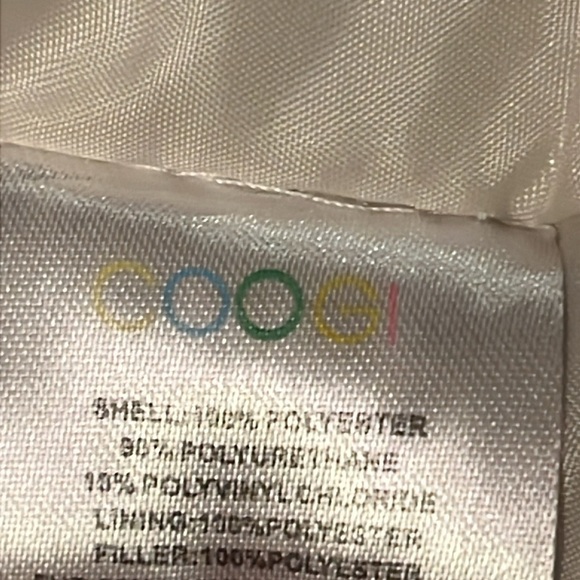 COOGI
SHELL:100% POLYESTER
90% POLYURETHANE
10% POLYVINYL CHLORIDE
LINING:100%POLYESTER
FILLER:100%POLYESTER